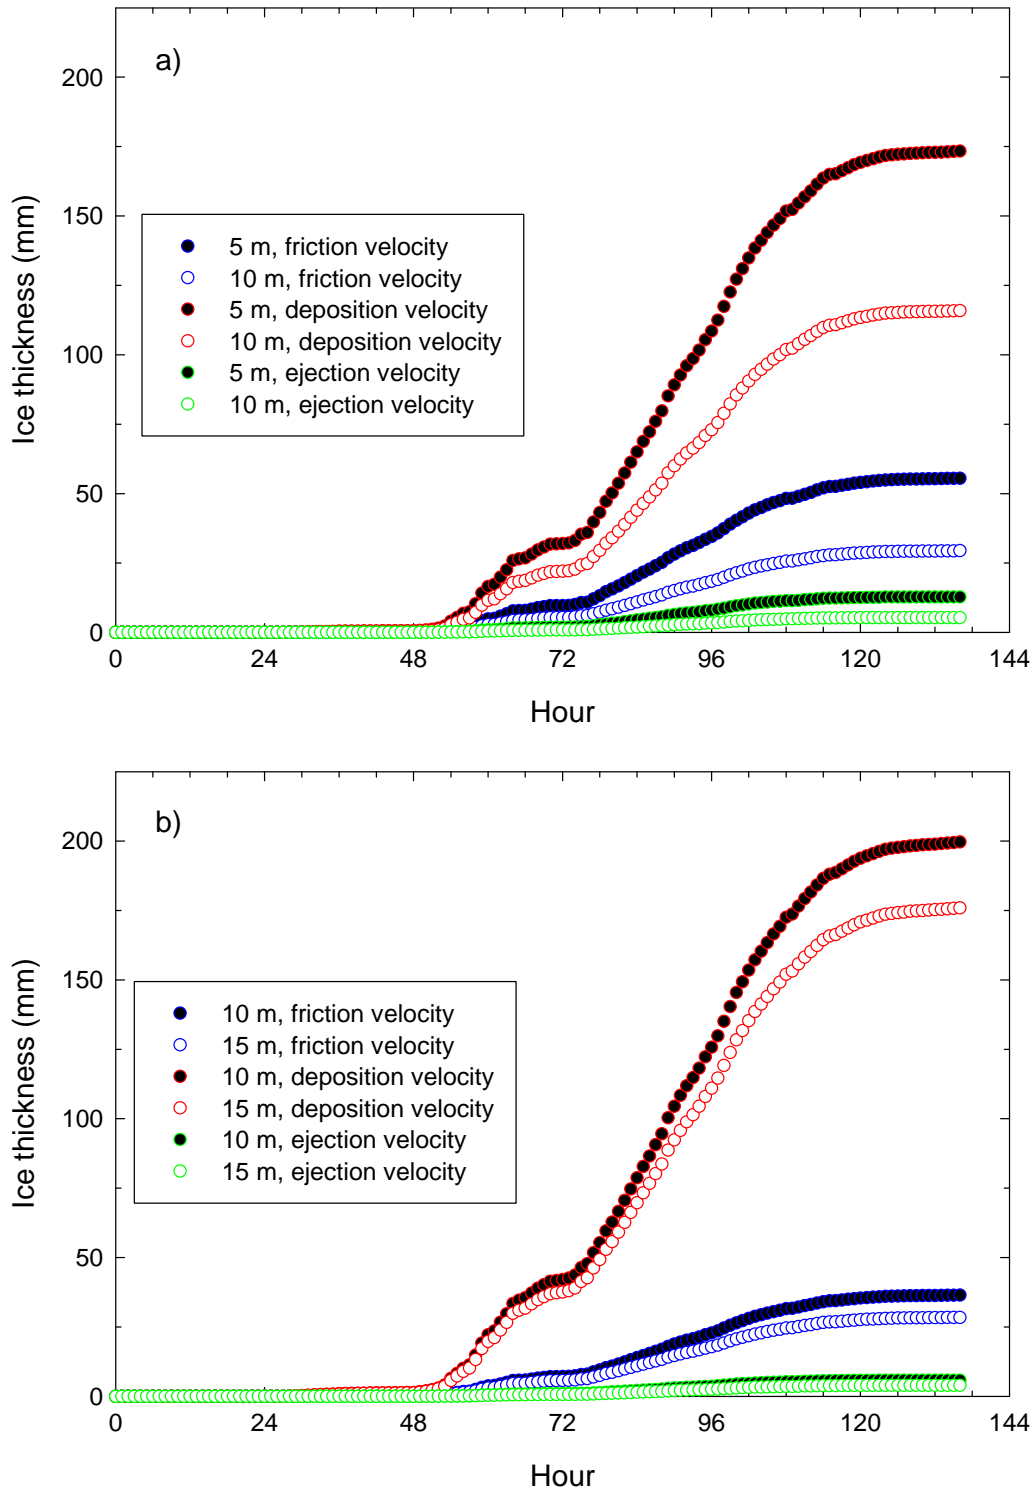 a)
200
150
100
50
0
Ice thickness (mm)
5 m, friction velocity
10 m, friction velocity
5 m, deposition velocity
10 m, deposition velocity
5 m, ejection velocity
10 m, ejection velocity
0 24 48 72 96 120 144
Hour
b)
200
150
100
50
0
Ice thickness (mm)
10 m, friction velocity
15 m, friction velocity
10 m, deposition velocity
15 m, deposition velocity
10 m, ejection velocity
15 m, ejection velocity
0 24 48 72 96 120 144
Hour